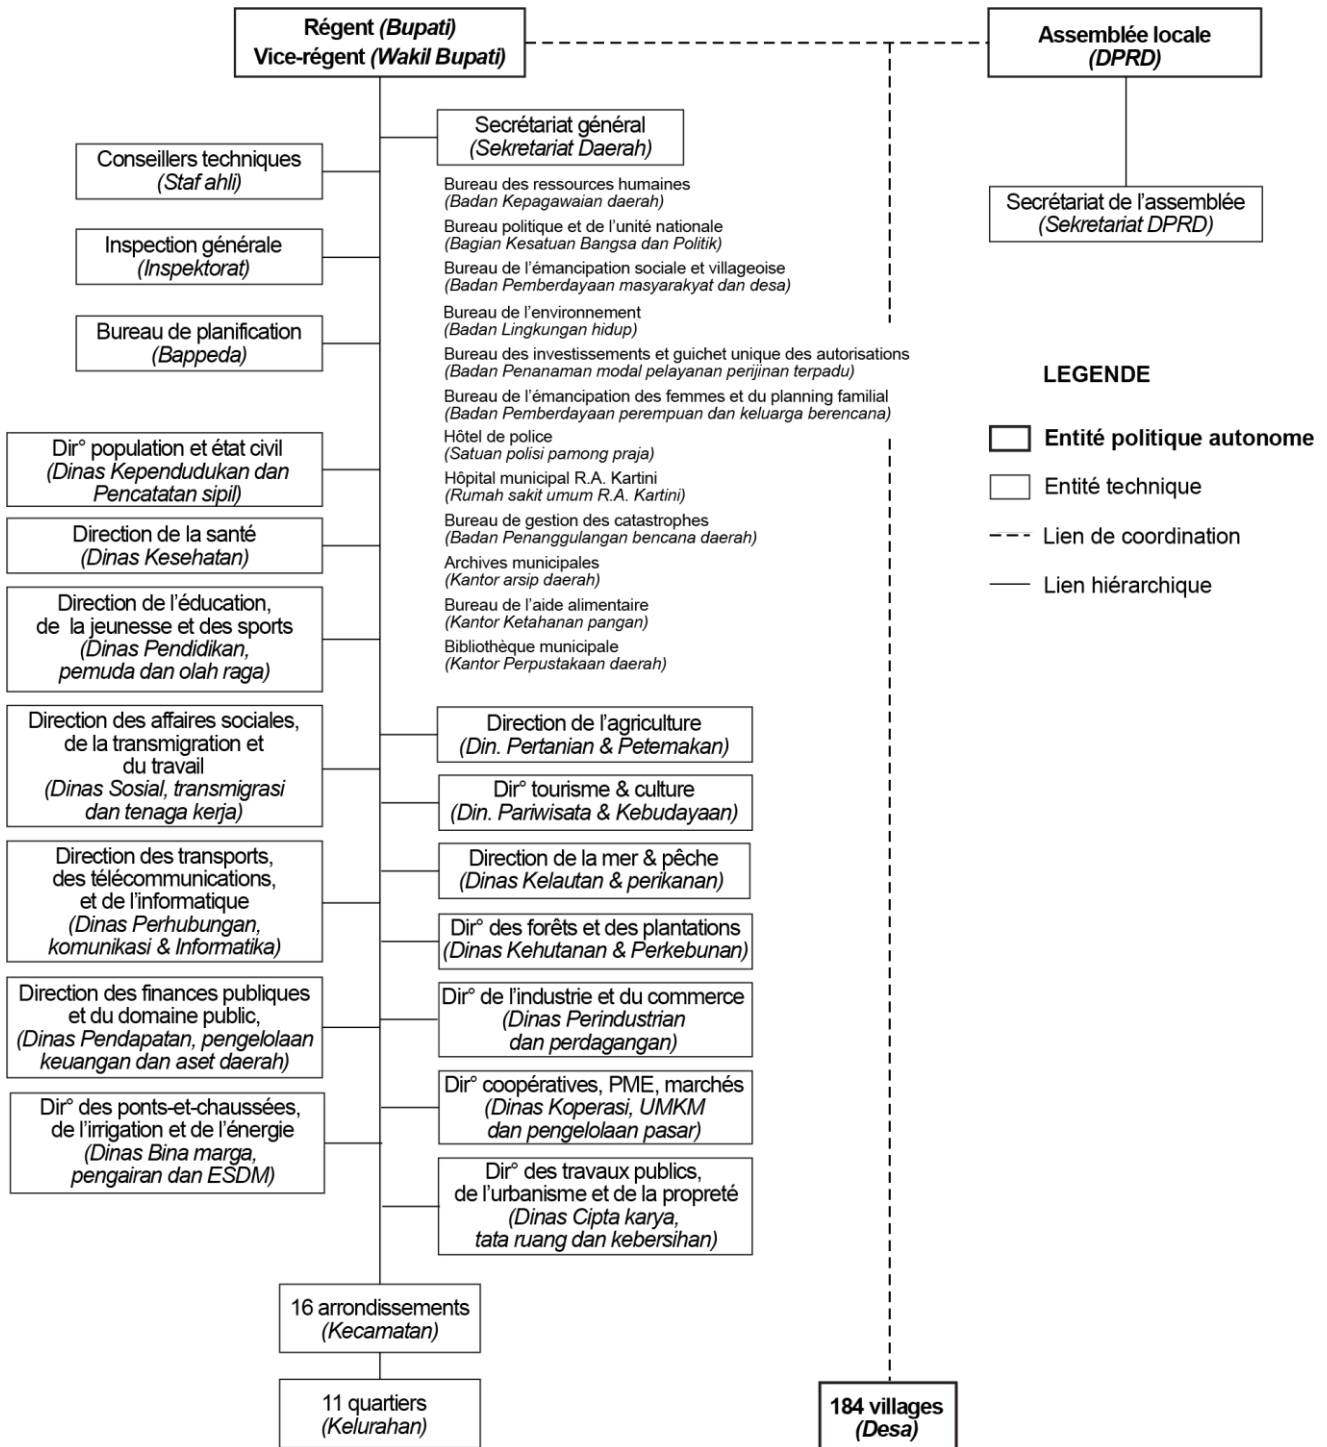 Régent (Bupati)
Vice-régent (Wakil Bupati)
Assemblée locale
(DPRD)
Secrétariat général
(Sekretariat Daerah)
Conseillers techniques
(Staf ahli)
Secrétariat de l'assemblée
(Sekretariat DPRD)
Inspection générale
(Inspektorat)
Bureau de planification
(Bappeda)
Bureau des ressources humaines
(Badan Kepagawaian daerah)
Bureau politique et de l'unité nationale
(Bagian Kesatuan Bangsa dan Politik)
Bureau de l'émancipation sociale et villageoise
(Badan Pemberdayaan masyarakyat dan desa)
Bureau de l'environnement
(Badan Lingkungan hidup)
Bureau des investissements et guichet unique des autorisations
(Badan Penanaman modal pelayanan perijinan terpadu)
Bureau de l'émancipation des femmes et du planning familial
(Badan Pemberdayaan perempuan dan keluarga berencana)
Hôtel de police
(Satuan polisi pamong praja)
Hôpital municipal R.A. Kartini
(Rumah sakit umum R.A. Kartini)
Bureau de gestion des catastrophes
(Badan Penanggulangan bencana daerah)
Archives municipales
(Kantor arsip daerah)
Bureau de l'aide alimentaire
(Kantor Ketahanan pangan)
Bibliothèque municipale
(Kantor Perpustakaan daerah)
LEGENDE
Entité politique autonome
Entité technique
Lien de coordination
Lien hiérarchique
Dir° population et état civil
(Dinas Kependudukan dan
Pencatatan sipil)
Direction de la santé
(Dinas Kesehatan)
Direction de l'éducation,
de la jeunesse et des sports
(Dinas Pendidikan,
pemuda dan olah raga)
Direction des affaires sociales,
de la transmigration et
du travail
(Dinas Sosial, transmigrasi
dan tenaga kerja)
Direction des transports,
des télécommunications,
et de l'informatique
(Dinas Perhubungan,
komunikasi & Informatika)
Direction des finances publiques
et du domaine public,
(Dinas Pendapatan, pengelolaan
keuangan dan aset daerah)
Dir° des ponts-et-chaussées,
de l'irrigation et de l'énergie
(Dinas Bina marga,
pengairan dan ESDM)
Direction de l'agriculture
(Din. Pertanian & Petemakan)
Dir° tourisme & culture
(Din. Pariwisata & Kebudayaan)
Direction de la mer & pêche
(Dinas Kelautan & perikanan)
Dir° des forêts et des plantations
(Dinas Kehutanan & Perkebunan)
Dir° de l'industrie et du commerce
(Dinas Perindustrian
dan perdagangan)
Dir° coopératives, PME, marchés
(Dinas Koperasi, UMKM
dan pengelolaan pasar)
Dir° des travaux publics,
de l'urbanisme et de la propreté
(Dinas Cipta karya,
tata ruang dan kebersihan)
16 arrondissements
(Kecamatan)
11 quartiers
(Kelurahan)
184 villages
(Desa)